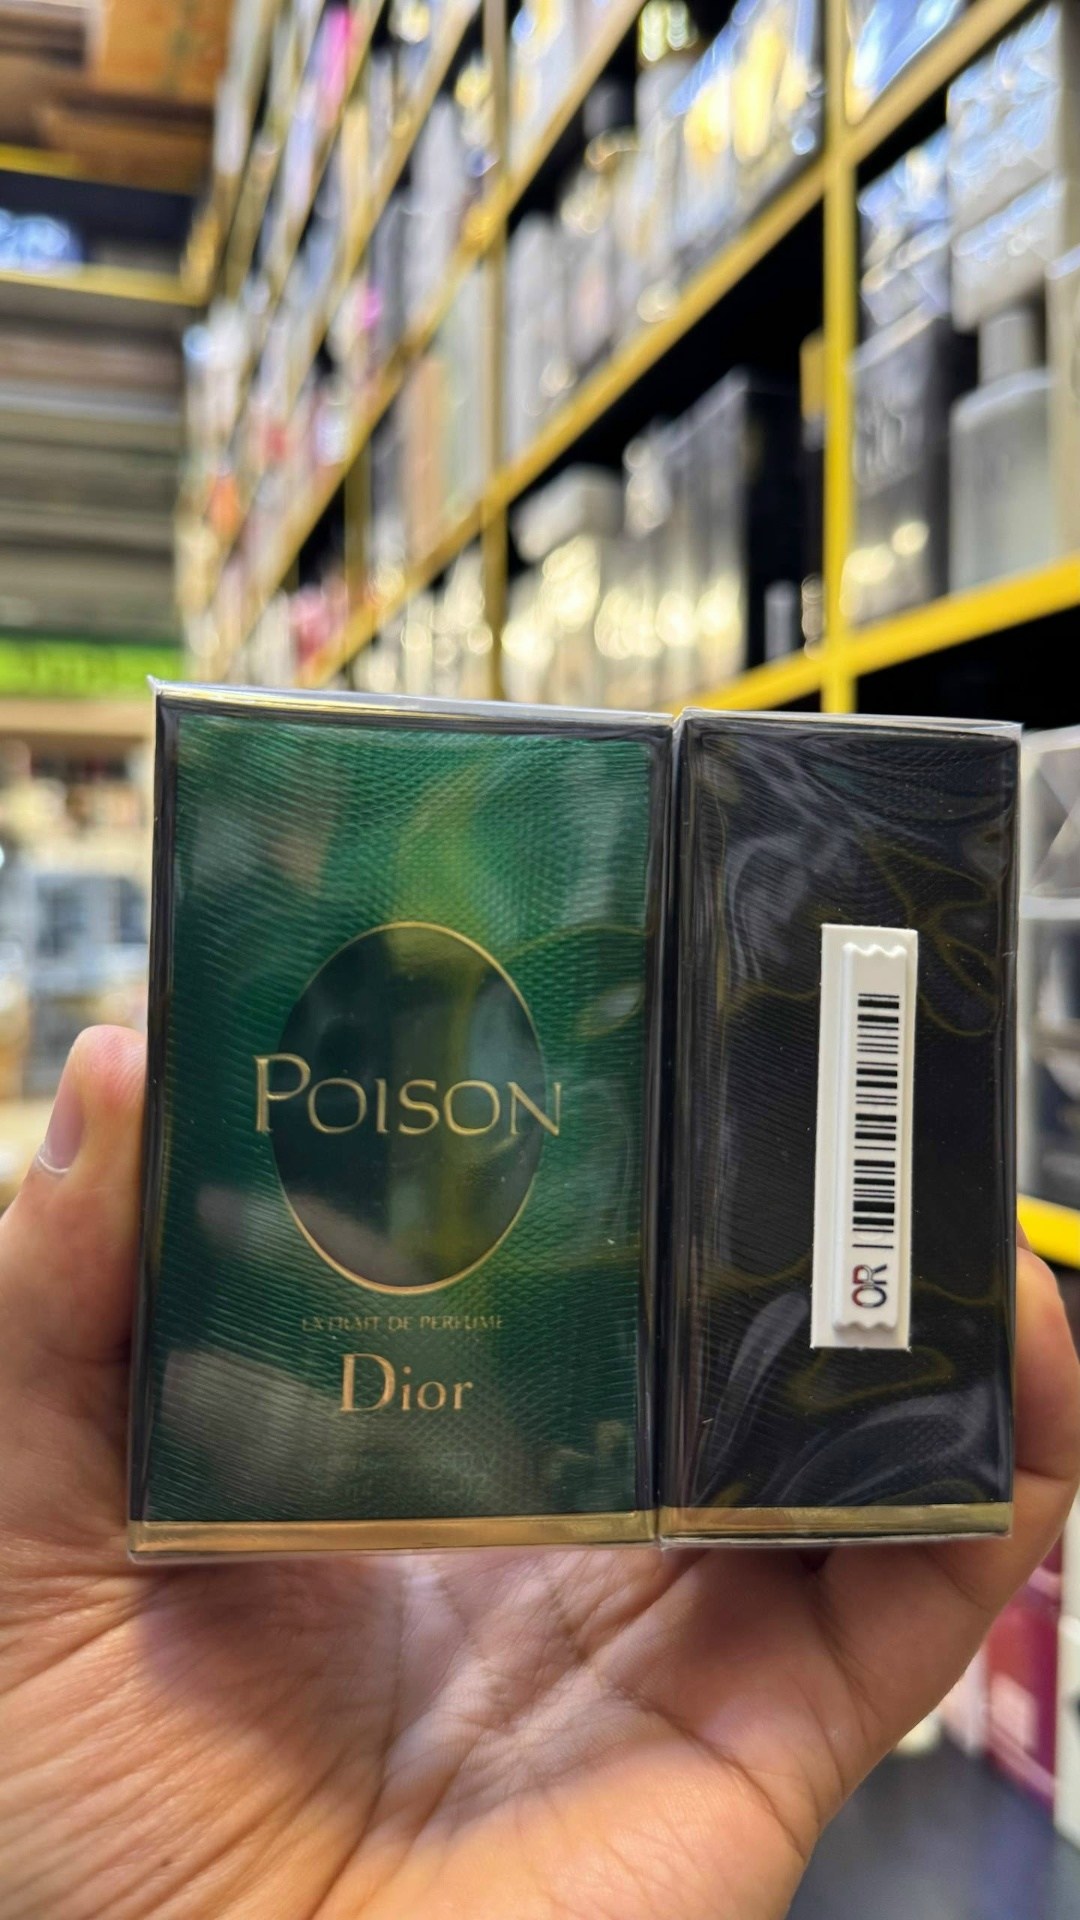 POISON
EXTRAIT DE PERFUME
Dior
OR